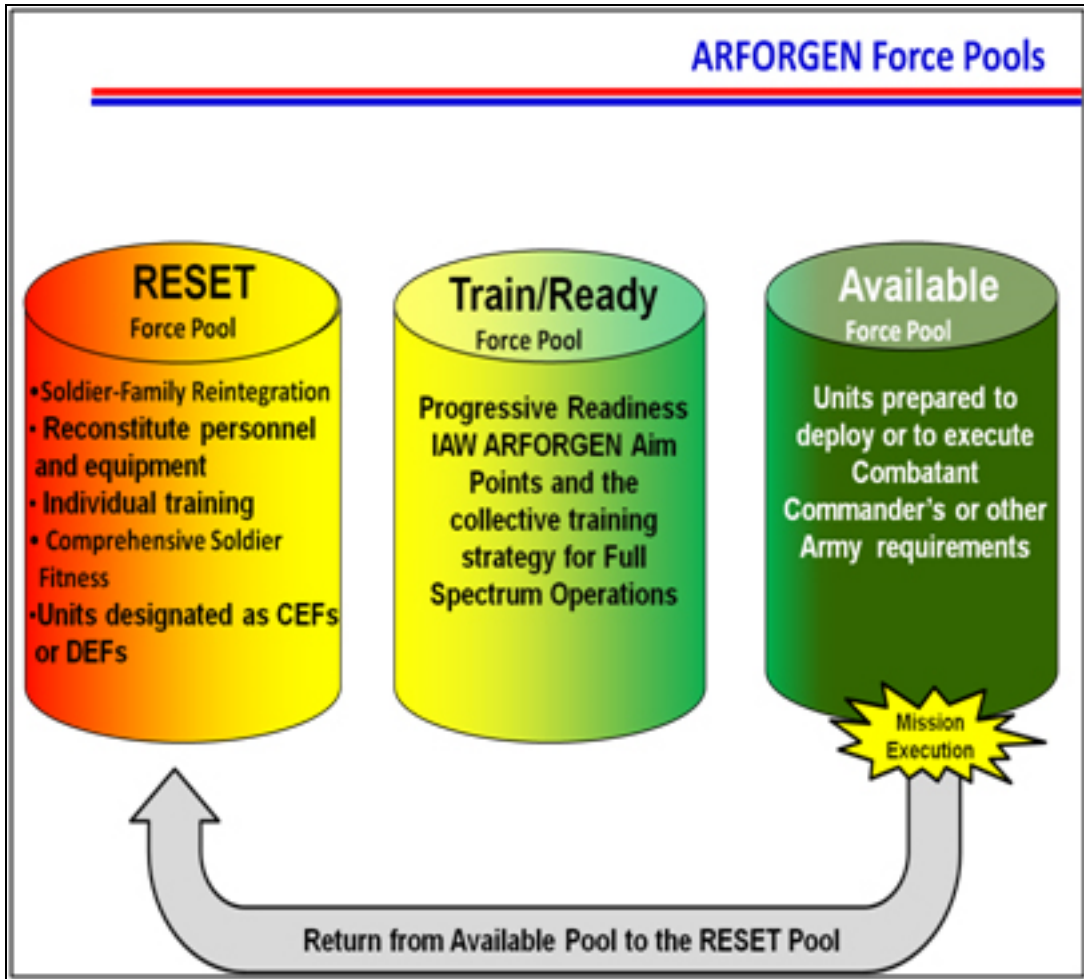 ARFORGEN Force Pools
RESET
Force Pool
•Soldier-Family Reintegration
• Reconstitute personnel
and equipment
• Individual training
• Comprehensive Soldier
Fitness
•Units designated as CEFs
or DEFs
Train/Ready
Force Pool
Progressive Readiness
IAW ARFORGEN Aim
Points and the
collective training
strategy for Full
Spectrum Operations
Available
Force Pool
Units prepared to
deploy or to execute
Combatant
Commander's or other
Army requirements
Mission
Execution
Return from Available Pool to the RESET Pool